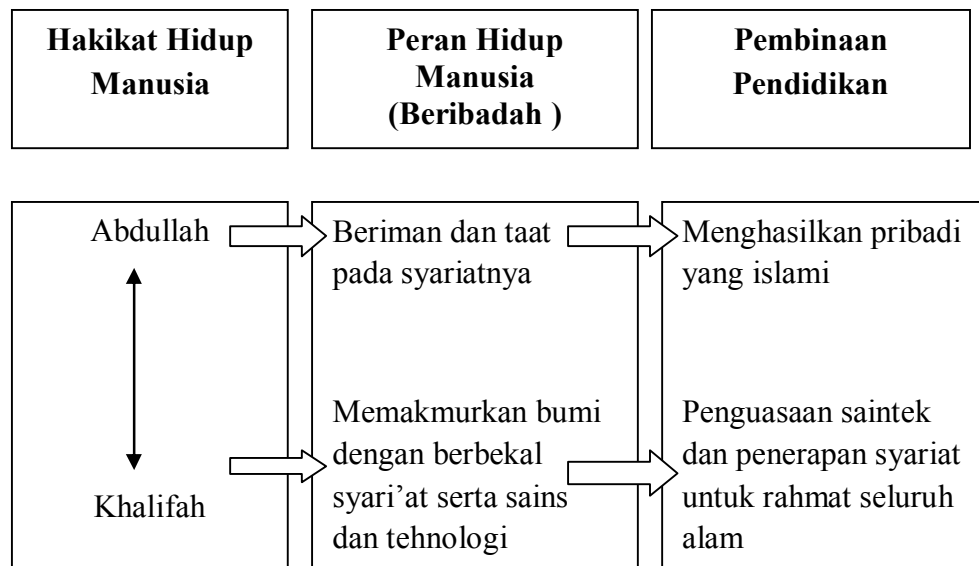 Hakikat Hidup
Manusia
Peran Hidup
Manusia
(Beribadah )
Pembinaan
Pendidikan
Abdullah
Beriman dan taat
pada syariatnya
Menghasilkan pribadi
yang islami
Khalifah
Memakmurkan bumi
dengan berbekal
syari’at serta sains
dan tehnologi
Penguasaan saintek
dan penerapan syariat
untuk rahmat seluruh
alam